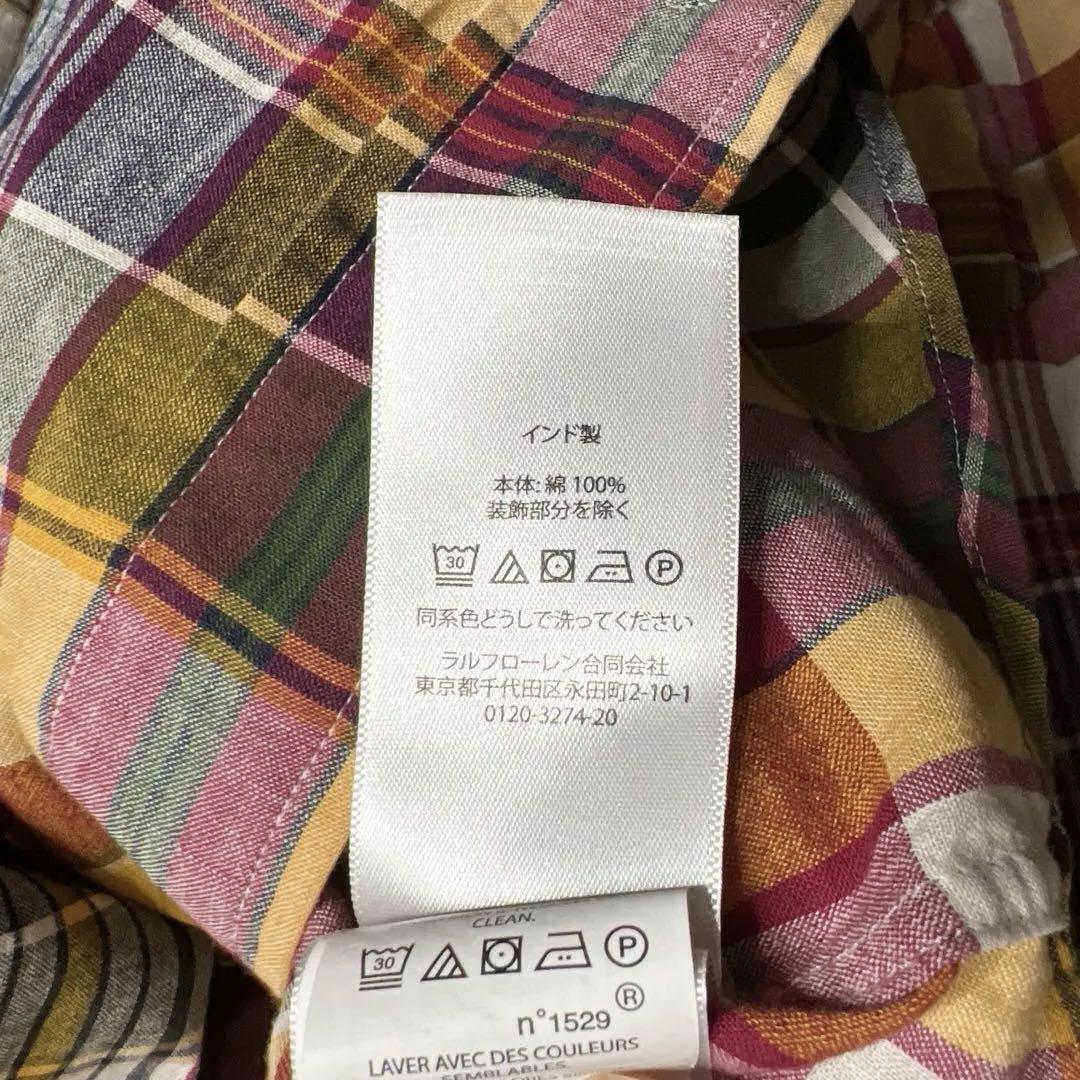 インド製
本体: 綿 100%
装飾部分を除く
30 P
同系色どうしで洗ってください
ラルフローレン合同会社
東京都千代田区永田町2-10-1
0120-3274-20
CLEAN.
30 P
n°1529 ®
LAVER AVEC DES COULEURS
SEMBLABLES.